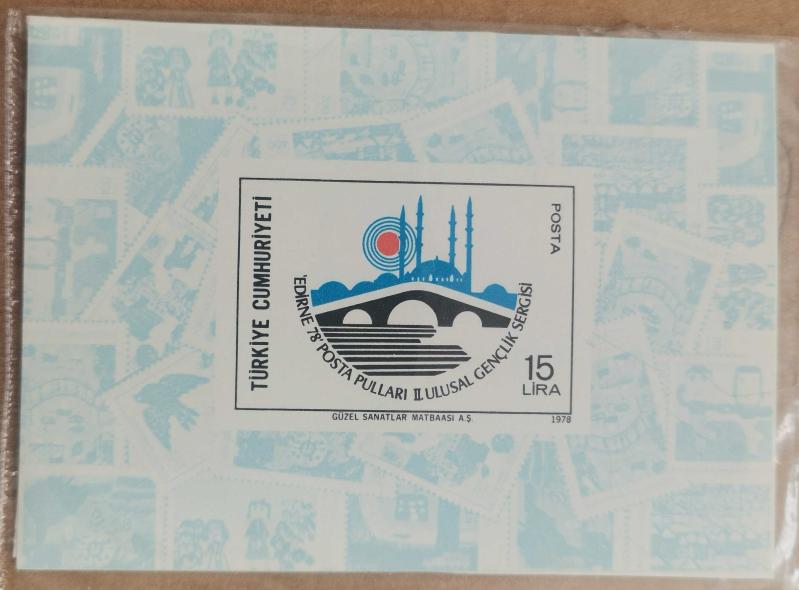 TÜRKİYE CUMHURİYETİ
POSTA
'EDİRNE 78' POSTA PULLARI II. ULUSAL GENÇLİK SERGİSİ
15
LİRA
GÜZEL SANATLAR MATBAASI A.Ş.
1978